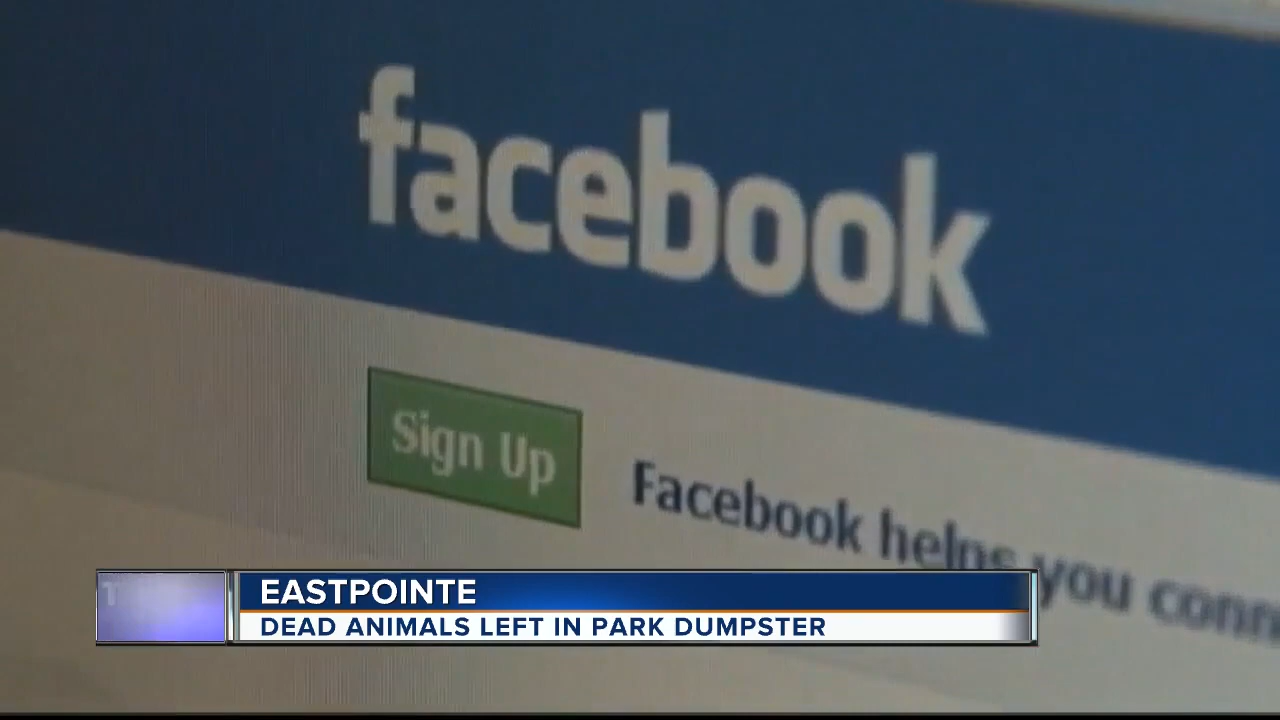 facebook
Sign Up
Facebook helps you conn
EASTPOINTE
DEAD ANIMALS LEFT IN PARK DUMPSTER